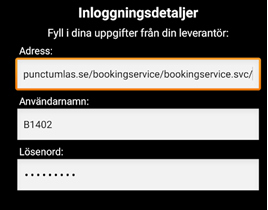 Inloggningsdetaljer
Fyll i dina uppgifter från din leverantör:
Adress:
punctumlas.se/bookingservice/bookingservice.svc/
Användarnamn:
B1402
Lösenord:
•••••••••